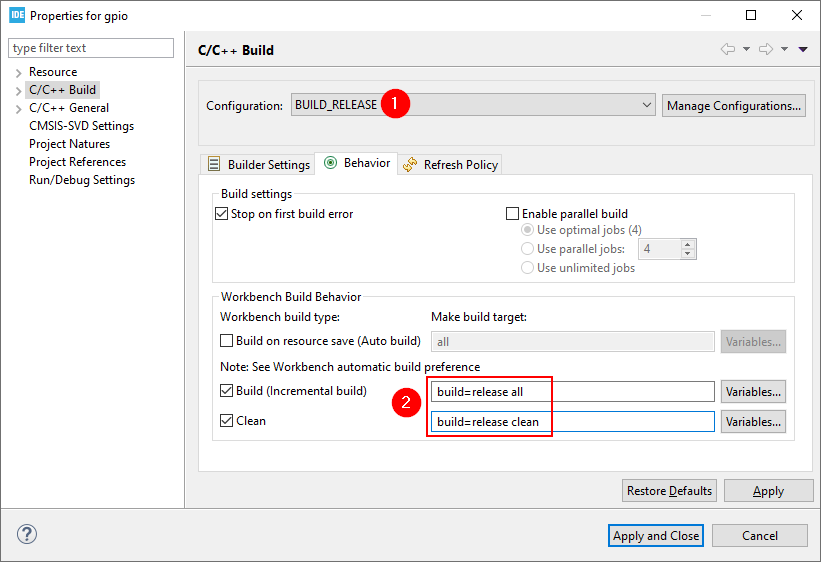 IDE Properties for gpio
type filter text
Resource
C/C++ Build
C/C++ General
CMSIS-SVD Settings
Project Natures
Project References
Run/Debug Settings
C/C++ Build
Configuration: BUILD_RELEASE 1 Manage Configurations...
Builder Settings Behavior Refresh Policy
Build settings
Stop on first build error Enable parallel build
Use optimal jobs (4)
Use parallel jobs: 4
Use unlimited jobs
Workbench Build Behavior
Workbench build type: Make build target:
Build on resource save (Auto build) all Variables...
Note: See Workbench automatic build preference
Build (Incremental build) build=release all Variables...
2
Clean build=release clean Variables...
Restore Defaults Apply
? Apply and Close Cancel